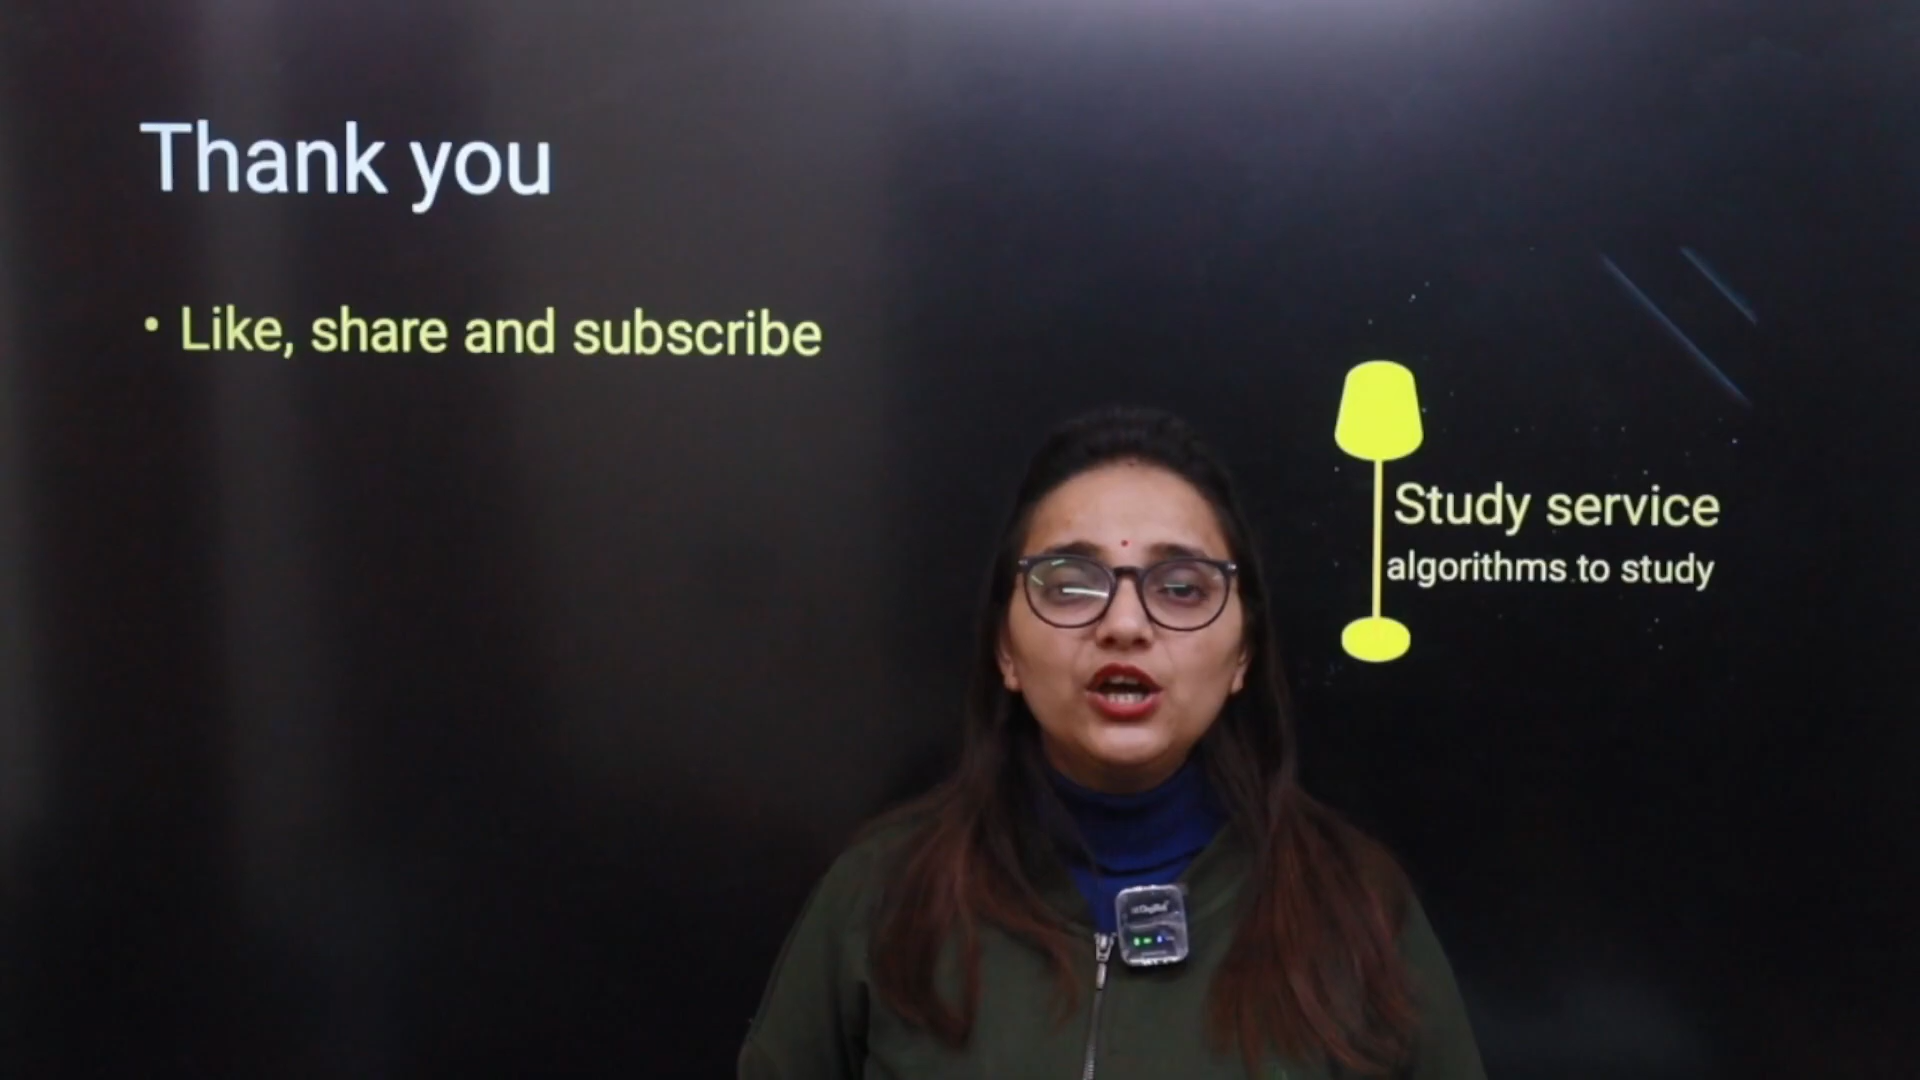 Thank you
• Like, share and subscribe
Study service
algorithms to study